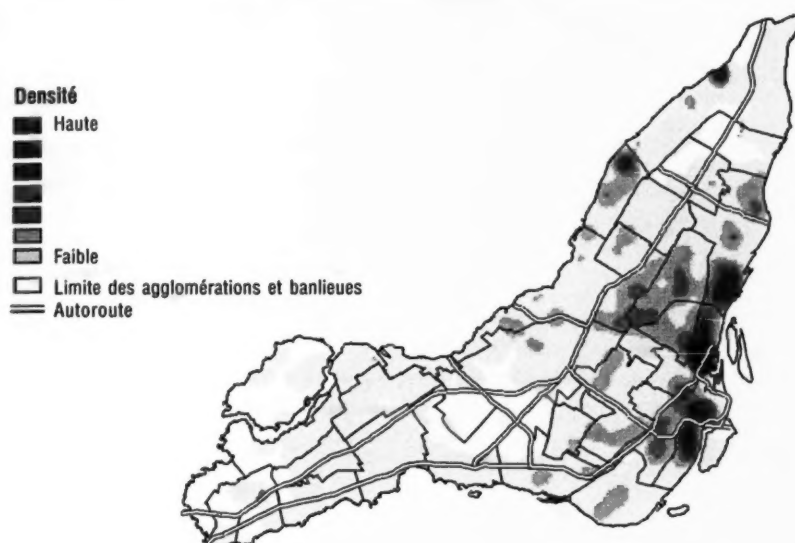 Densité
Haute
Faible
Limite des agglomérations et banlieues
Autoroute